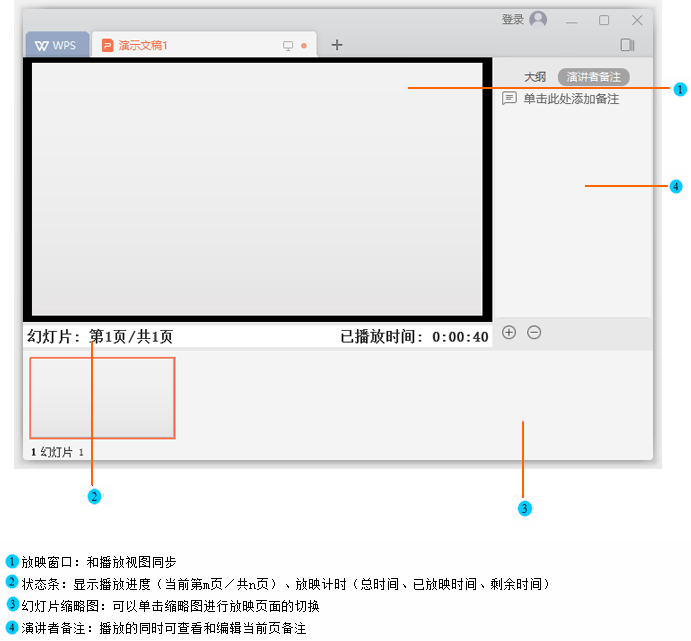 登录
WPS
演示文稿1
大纲 演讲者备注
单击此处添加备注
1
4
幻灯片: 第1页/共1页 已播放时间: 0:00:40
1 幻灯片 1
2
3
1 放映窗口：和播放视图同步
2 状态条：显示播放进度（当前第m页／共n页）、放映计时（总时间、已放映时间、剩余时间）
3 幻灯片缩略图：可以单击缩略图进行放映页面的切换
4 演讲者备注：播放的同时可查看和编辑当前页备注